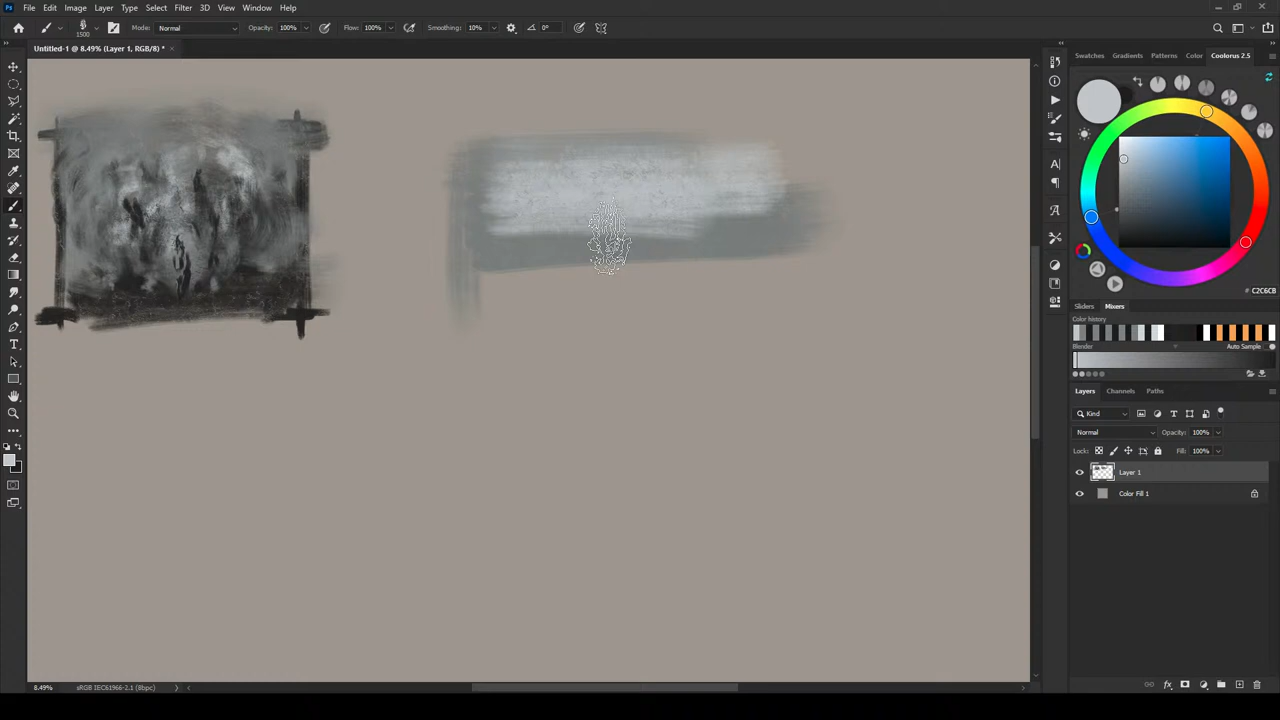 Ps File Edit Image Layer Type Select Filter 3D View Window Help
1500 Mode: Normal Opacity: 100% Flow: 100% Smoothing: 10% 0°
Untitled-1 @ 8.49% (Layer 1, RGB/8) *
Swatches Gradients Patterns Color Coolorus 2.5
# C2C6CB
Sliders Mixers
Color history
Blender Auto Sample
Layers Channels Paths
Kind
Normal Opacity: 100%
Lock: Fill: 100%
Layer 1
Color Fill 1
8.49% sRGB IEC61966-2.1 (8bpc)